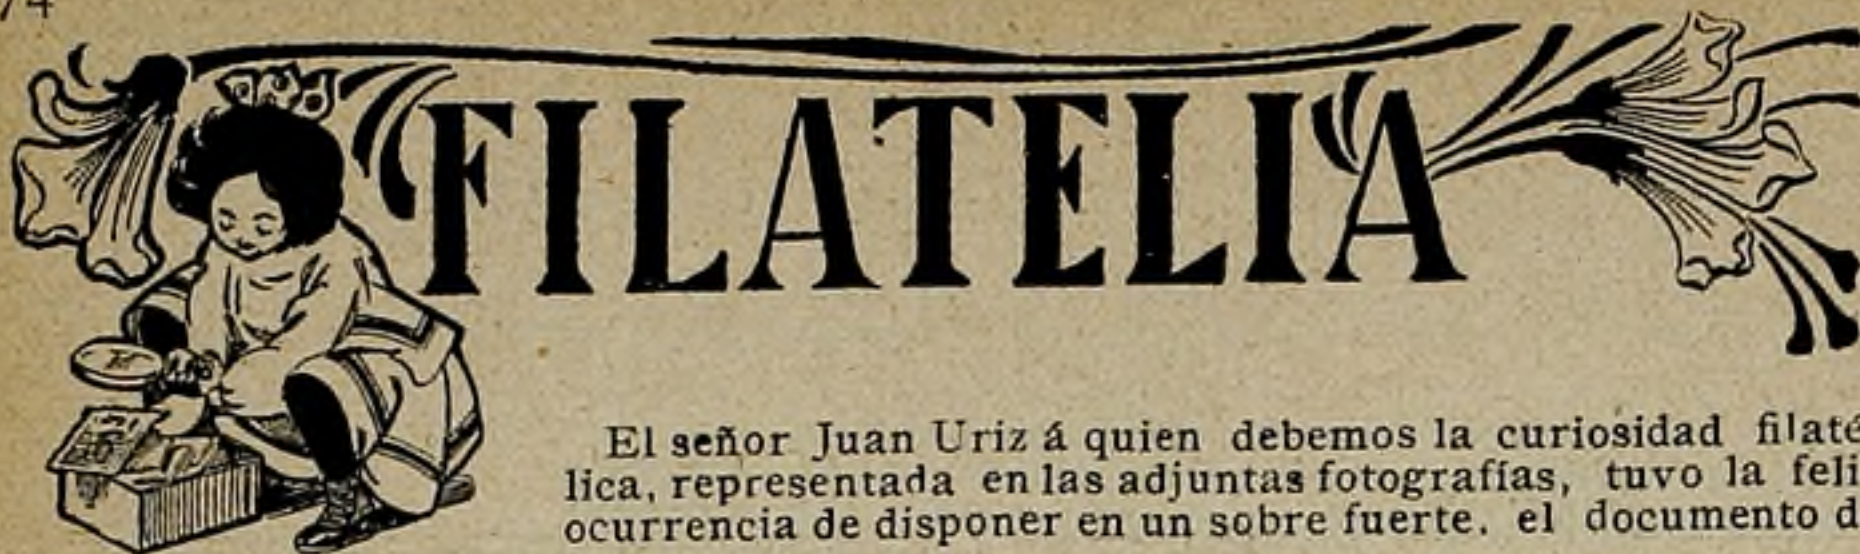 74
FILATELIA
El señor Juan Uriz á quien debemos la curiosidad filaté
lica, representada en las adjuntas fotografías, tuvo la feli
ocurrencia de disponer en un sobre fuerte. el documento d